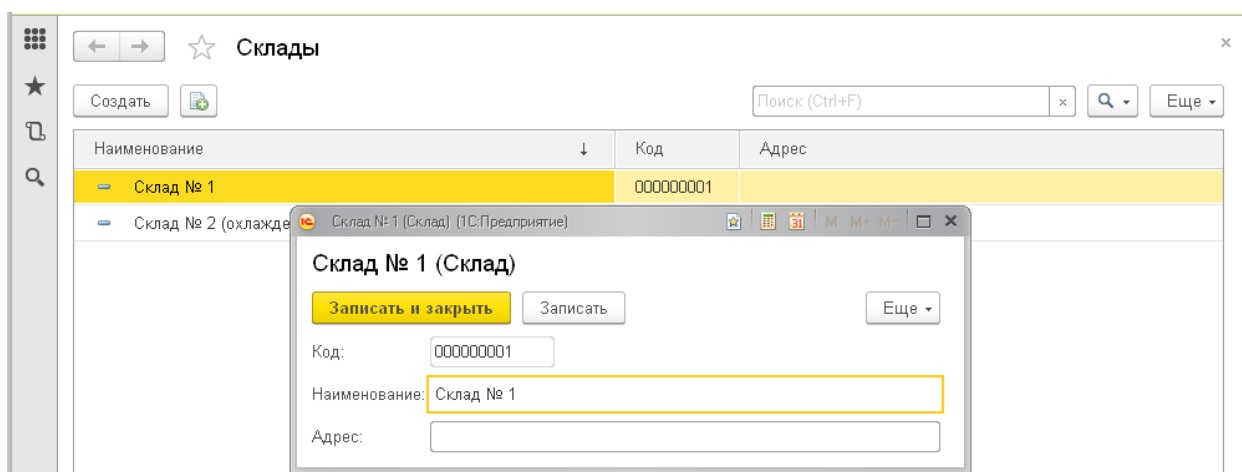 Склады
Создать
Поиск (Ctrl+F)
Еще
Наименование
Код
Адрес
Склад № 1
000000001
Склад № 2 (охлажде
Склад № 1 (Склад) (1С:Предприятие)
31
M M+ M-
Склад № 1 (Склад)
Записать и закрыть
Записать
Еще
Код:
000000001
Наименование:
Склад № 1
Адрес: